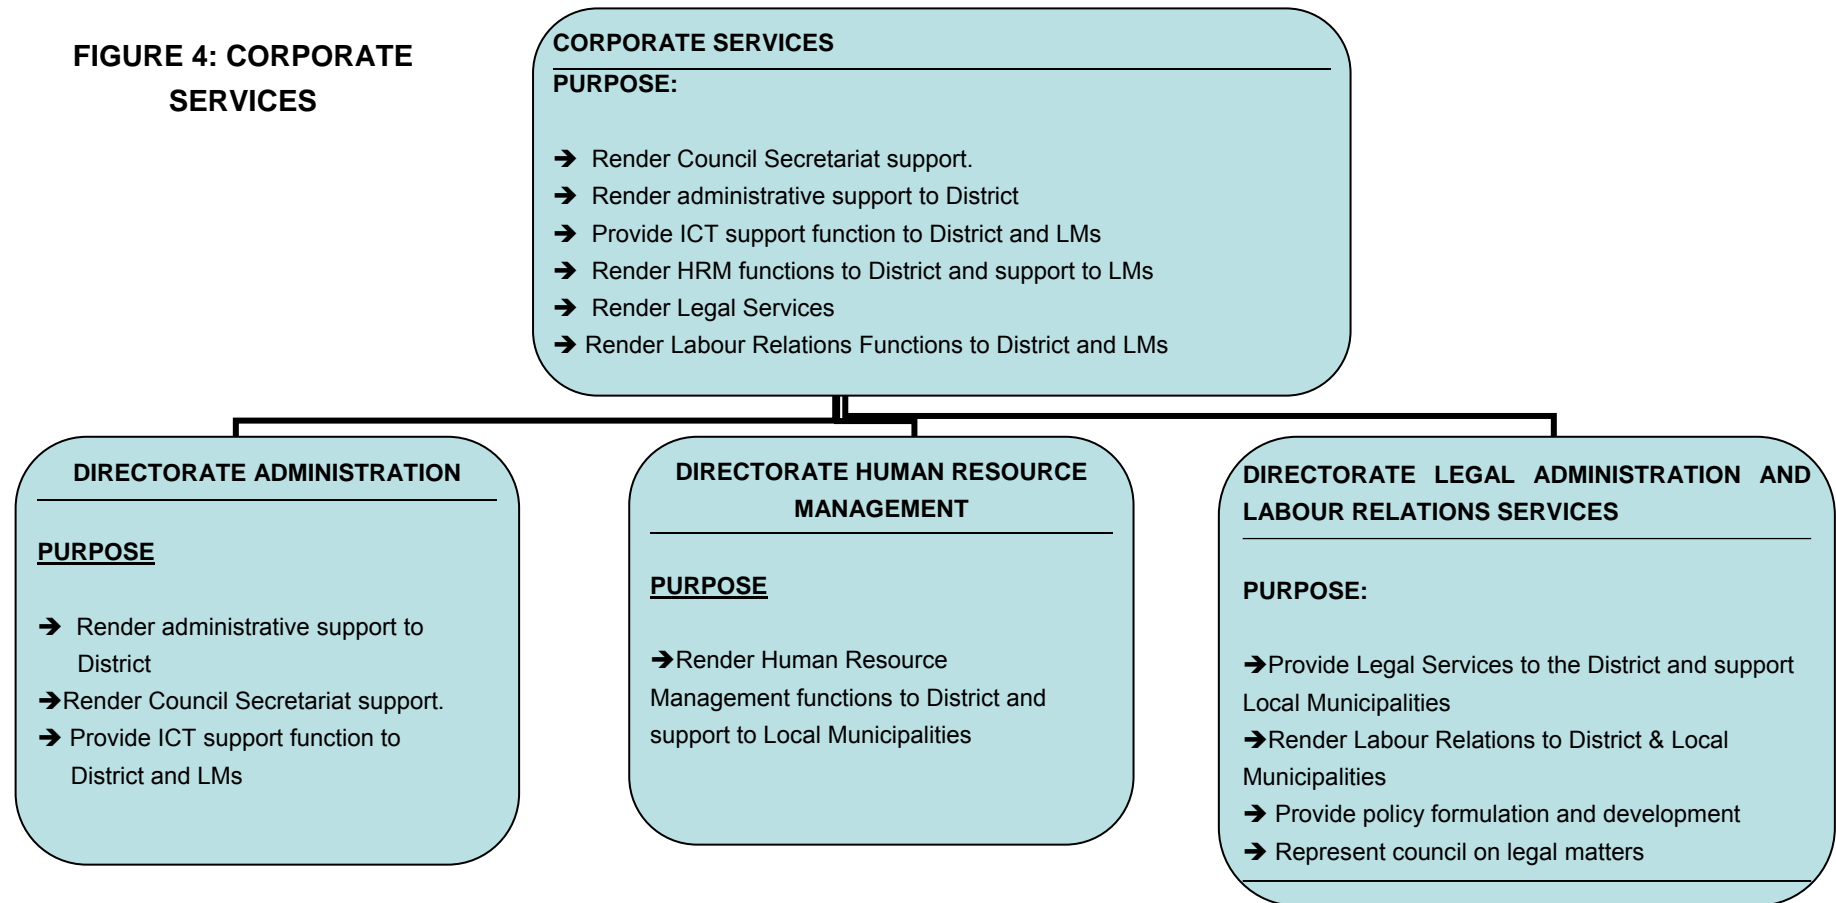 FIGURE 4: CORPORATE
SERVICES
CORPORATE SERVICES
PURPOSE:
➔ Render Council Secretariat support.
➔ Render administrative support to District
➔ Provide ICT support function to District and LMs
➔ Render HRM functions to District and support to LMs
➔ Render Legal Services
➔ Render Labour Relations Functions to District and LMs
DIRECTORATE ADMINISTRATION
PURPOSE
➔ Render administrative support to
District
➔Render Council Secretariat support.
➔ Provide ICT support function to
District and LMs
DIRECTORATE HUMAN RESOURCE
MANAGEMENT
PURPOSE
➔Render Human Resource
Management functions to District and
support to Local Municipalities
DIRECTORATE LEGAL ADMINISTRATION AND
LABOUR RELATIONS SERVICES
PURPOSE:
➔Provide Legal Services to the District and support
Local Municipalities
➔Render Labour Relations to District & Local
Municipalities
➔ Provide policy formulation and development
➔ Represent council on legal matters